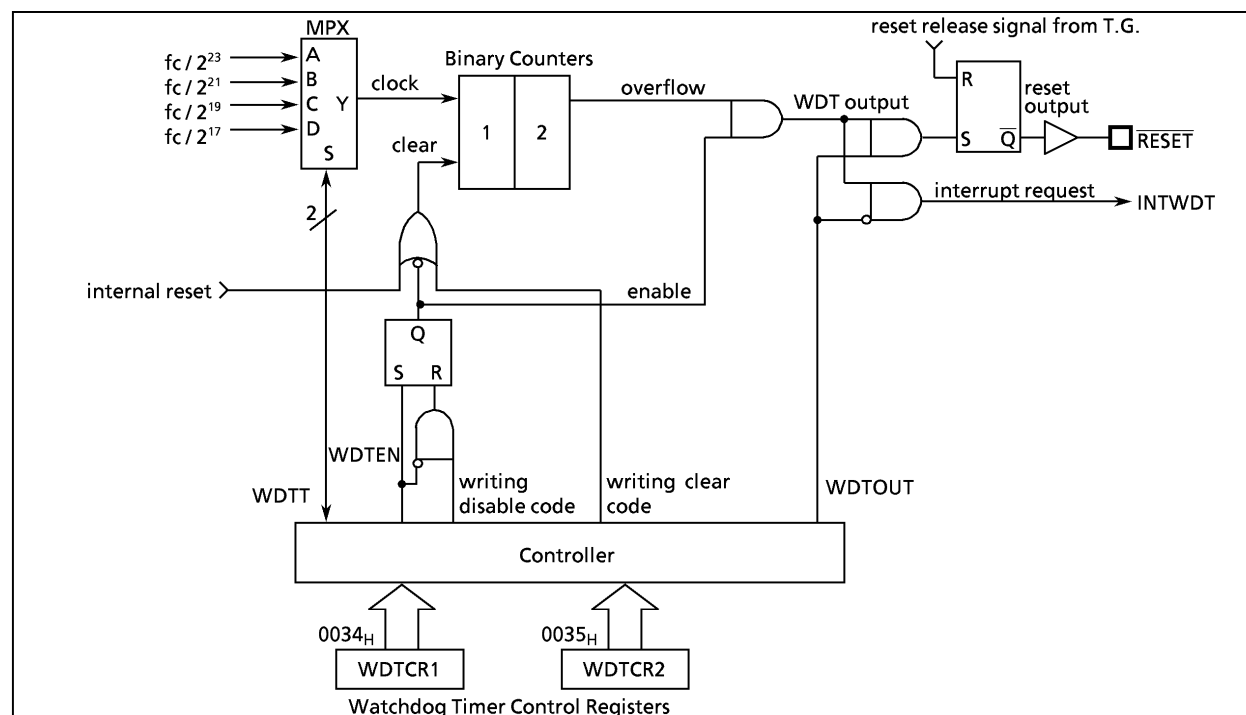 reset release signal from T.G.
MPX
fc / 2²³
fc / 2²¹
fc / 2¹⁹
fc / 2¹⁷
A
B
C
D
Y
S
clock
clear
Binary Counters
1
2
overflow
WDT output
R
S
Q̅
reset
output
R̅E̅S̅E̅T̅
2
interrupt request
INTWDT
internal reset
enable
Q
S
R
WDTEN
WDTT
writing
disable code
writing clear
code
WDTOUT
Controller
0034H
0035H
WDTCR1
WDTCR2
Watchdog Timer Control Registers